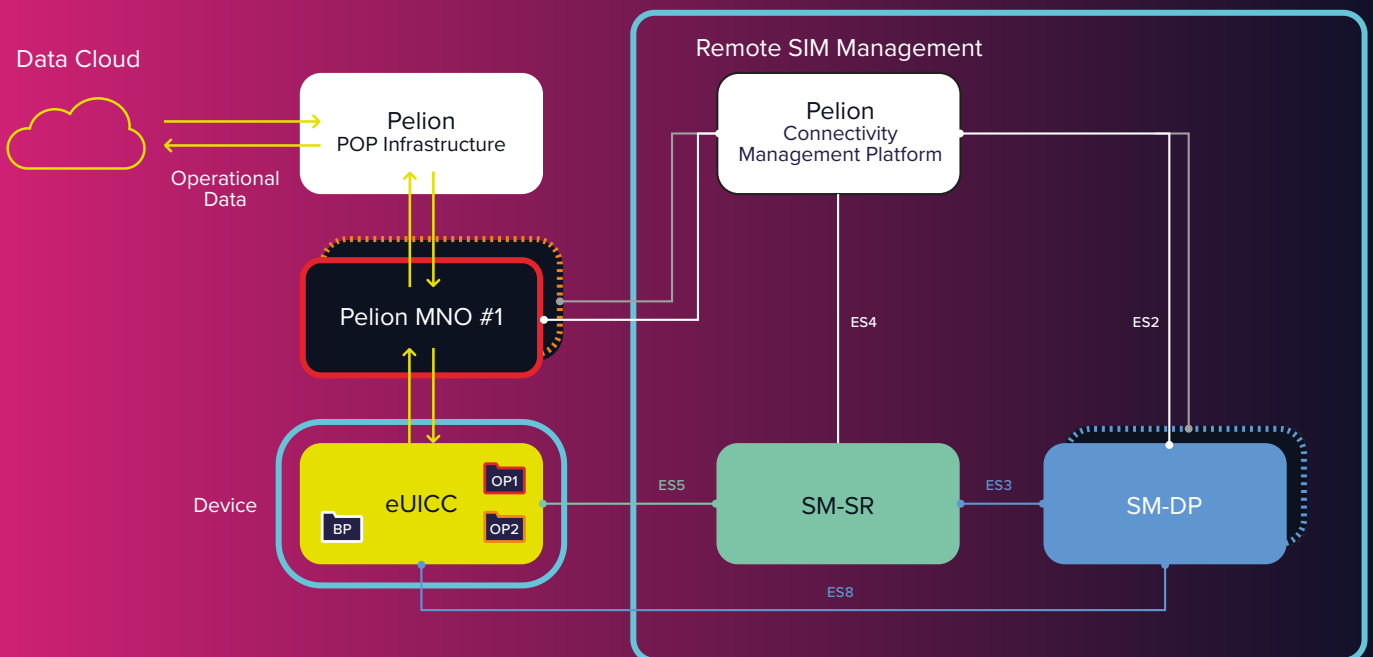 Data Cloud
Remote SIM Management
Pelion
POP Infrastructure
Pelion
Connectivity
Management Platform
Operational
Data
Pelion MNO #1
ES4
ES2
Device
eUICC
OP1
BP
OP2
ES5
SM-SR
ES3
SM-DP
ES8